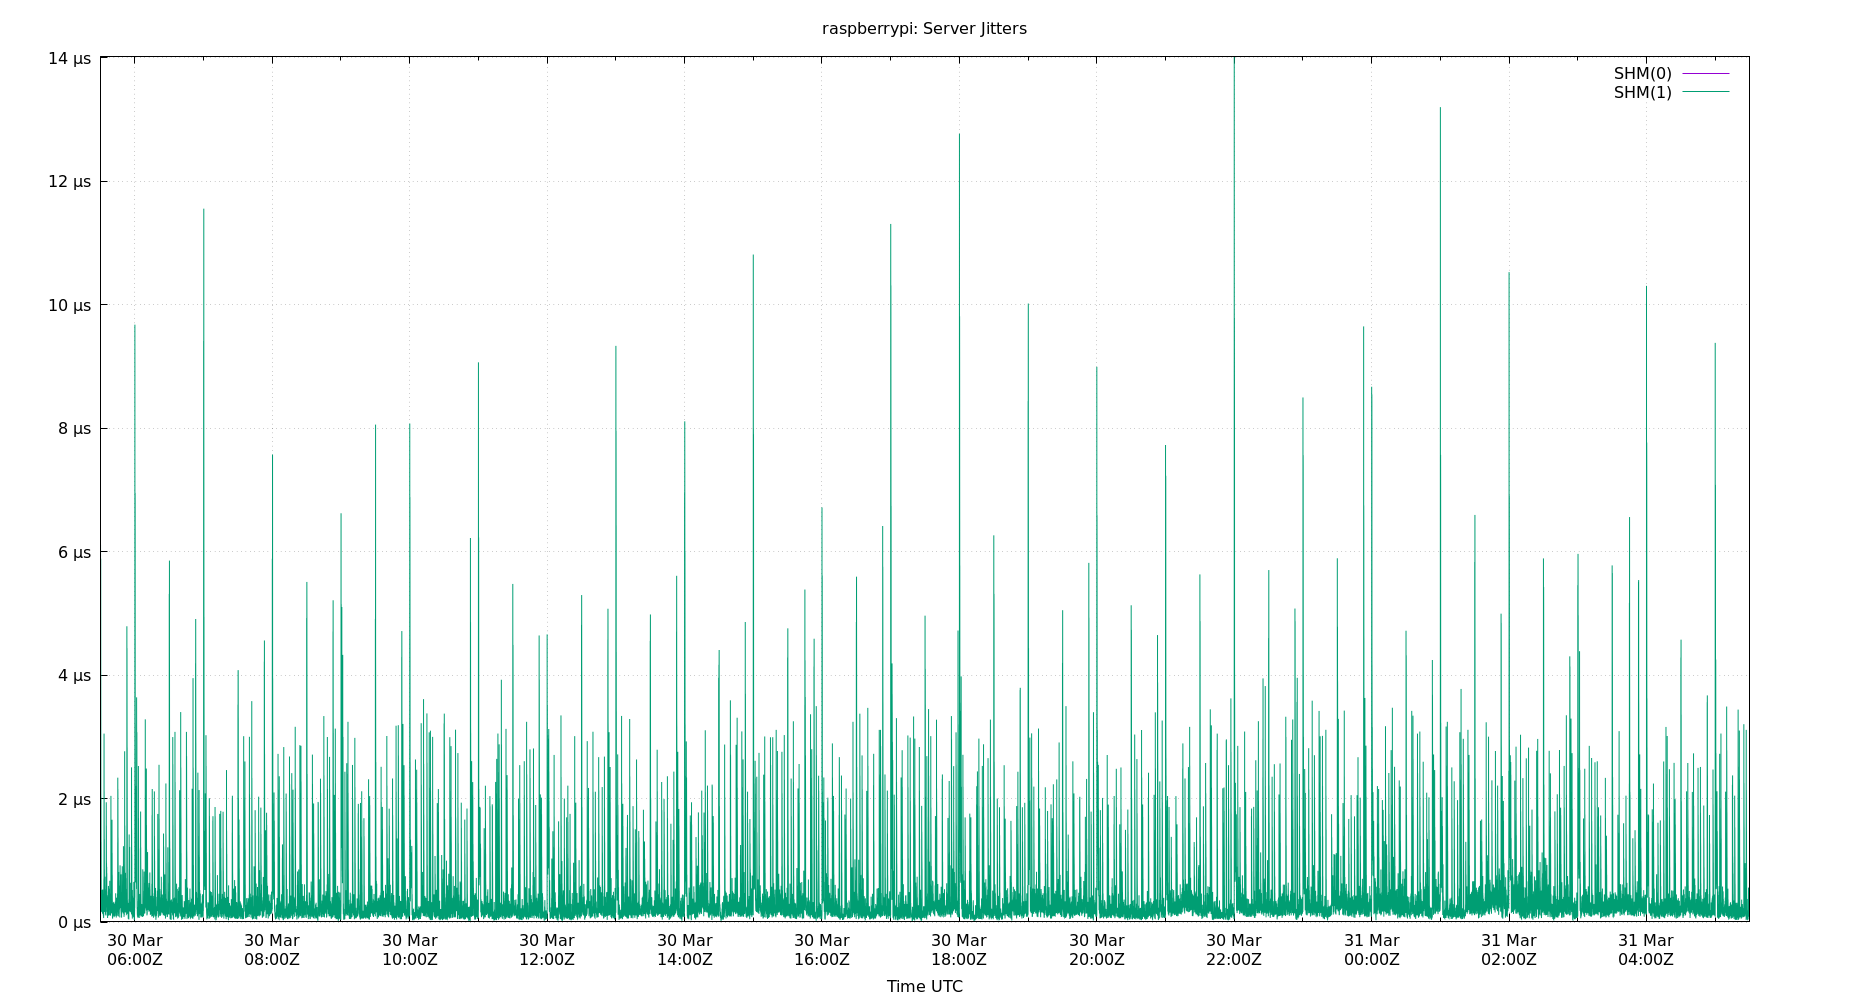 raspberrypi: Server Jitters
14 µs
12 µs
10 µs
8 µs
6 µs
4 µs
2 µs
0 µs
SHM(0)
SHM(1)
30 Mar 06:00Z
30 Mar 08:00Z
30 Mar 10:00Z
30 Mar 12:00Z
30 Mar 14:00Z
30 Mar 16:00Z
30 Mar 18:00Z
30 Mar 20:00Z
30 Mar 22:00Z
31 Mar 00:00Z
31 Mar 02:00Z
31 Mar 04:00Z
Time UTC